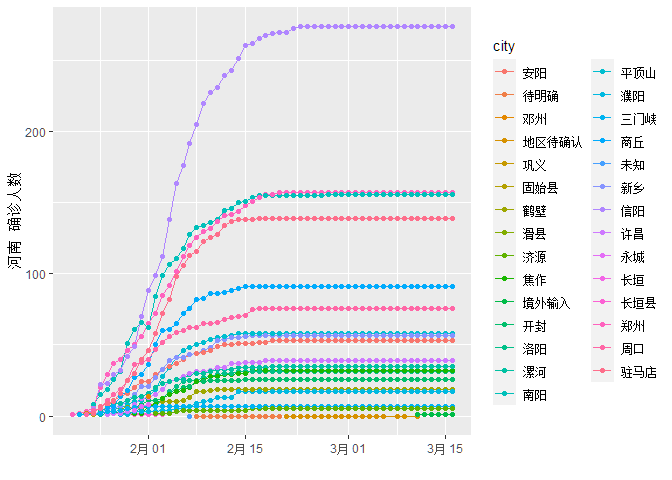 city
安阳
待明确
邓州
地区待确认
巩义
固始县
鹤壁
滑县
济源
焦作
境外输入
开封
洛阳
漯河
南阳
平顶山
濮阳
三门峡
商丘
未知
新乡
信阳
许昌
永城
长垣
长垣县
郑州
周口
驻马店
河南 确诊人数
200
100
0
2月 01
2月 15
3月 01
3月 15